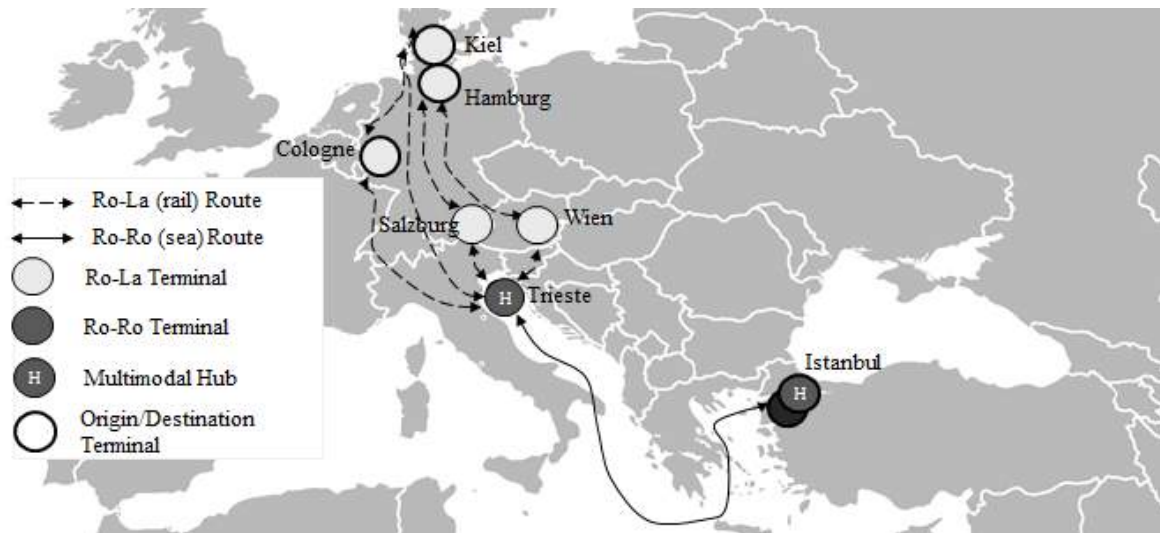 Kiel
Hamburg
Cologne
Ro-La (rail) Route
Ro-Ro (sea) Route
Ro-La Terminal
Ro-Ro Terminal
H
Multimodal Hub
Origin/Destination
Terminal
Salzburg
Wien
H
Trieste
Istanbul
H